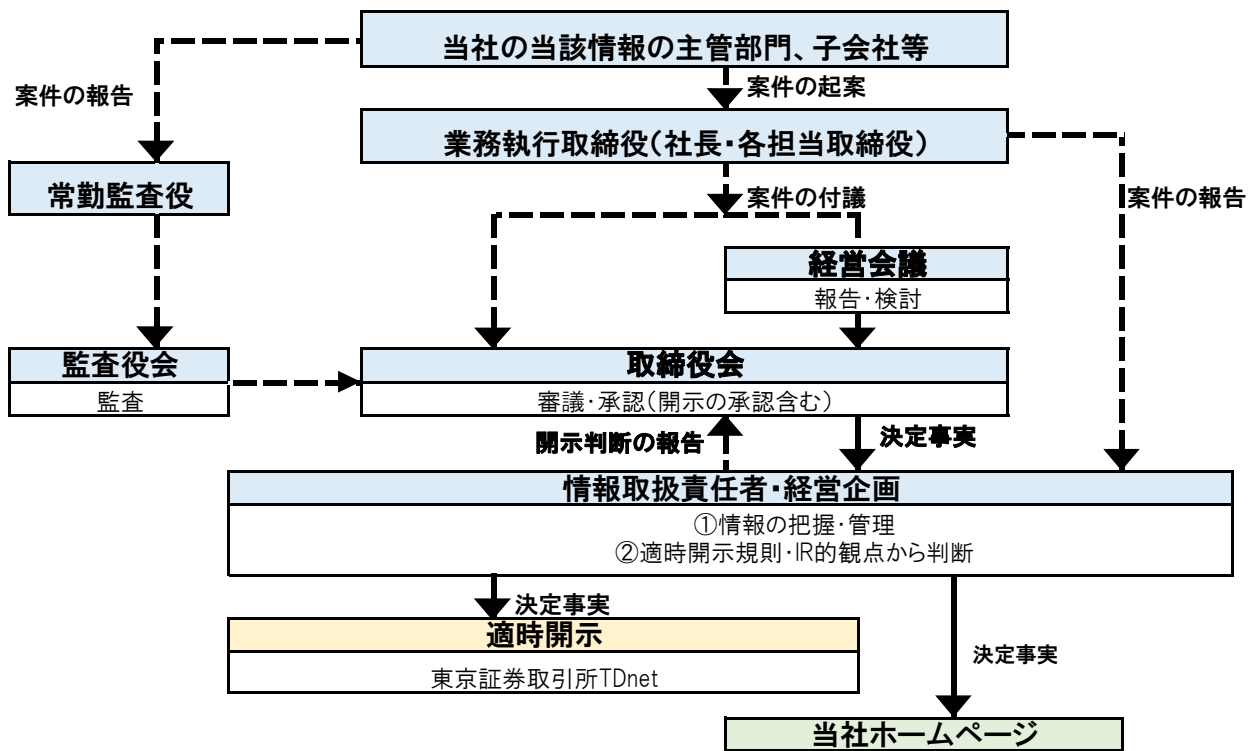 当社の当該情報の主管部門、子会社等
案件の報告
案件の起案
業務執行取締役(社長・各担当取締役)
常勤監査役
案件の付議
案件の報告
経営会議
報告・検討
監査役会
監査
取締役会
審議・承認(開示の承認含む)
開示判断の報告
決定事実
情報取扱責任者・経営企画
①情報の把握・管理
②適時開示規則・IR的観点から判断
決定事実
適時開示
東京証券取引所TDnet
決定事実
当社ホームページ